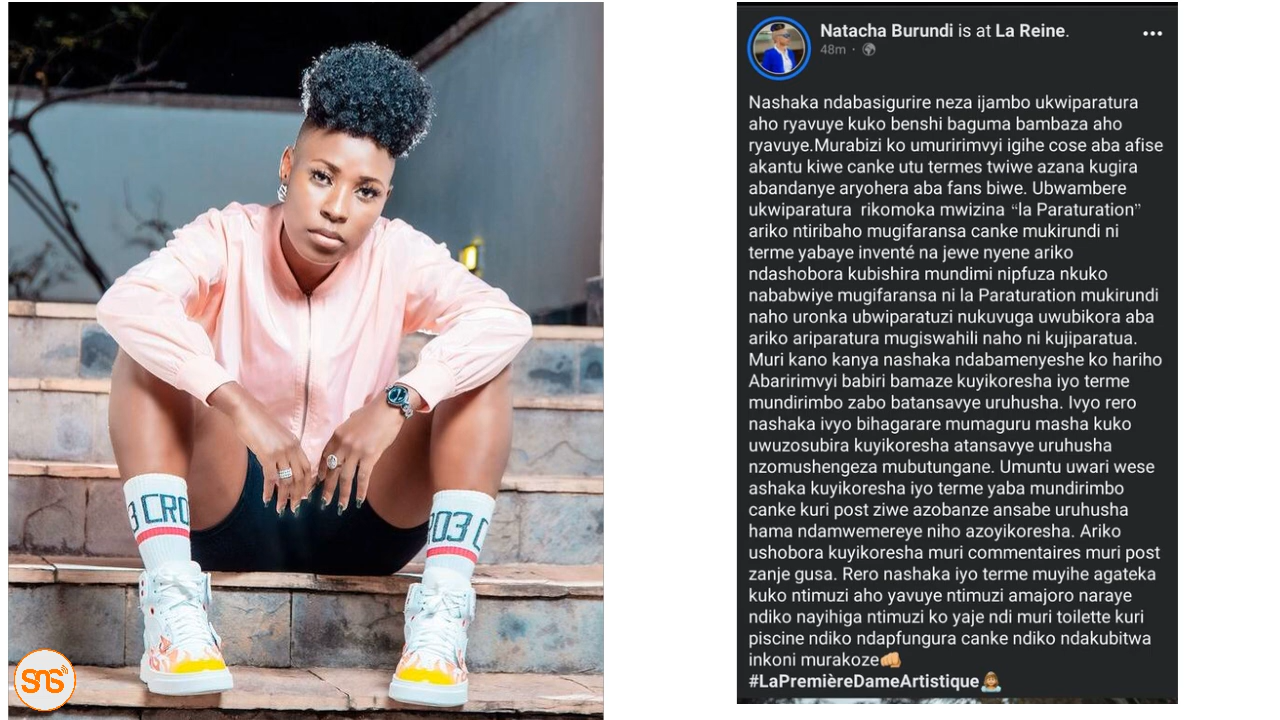 3 CRO
R03 C
SNS
Natacha Burundi is at La Reine.
48m ·
Nashaka ndabasigurire neza ijambo ukwiparatura
aho ryavuye kuko benshi baguma bambaza aho
ryavuye.Murabizi ko umuririmvyi igihe cose aba afise
akantu kiwe canke utu termes twiwe azana kugira
abandanye aryohera aba fans biwe. Ubwambere
ukwiparatura rikomoka mwizina “la Paraturation”
ariko ntiribaho mugifaransa canke mukirundi ni
terme yabaye inventé na jewe nyene ariko
ndashobora kubishira mundimi nipfuza nkuko
nababwiye mugifaransa ni la Paraturation mukirundi
naho uronka ubwiparatuzi nukuvuga uwubikora aba
ariko ariparatura mugiswahili naho ni kujiparatua.
Muri kano kanya nashaka ndabamenyeshe ko hariho
Abaririmvyi babiri bamaze kuyikoresha iyo terme
mundirimbo zabo batansavye uruhusha. Ivyo rero
nashaka ivyo bihagarare mumaguru masha kuko
uwuzosubira kuyikoresha atansavye uruhusha
nzomushengeza mubutungane. Umuntu uwari wese
ashaka kuyikoresha iyo terme yaba mundirimbo
canke kuri post ziwe azobanze ansabe uruhusha
hama ndamwemereye niho azoyikoresha. Ariko
ushobora kuyikoresha muri commentaires muri post
zanje gusa. Rero nashaka iyo terme muyihe agateka
kuko ntimuzi aho yavuye ntimuzi amajoro naraye
ndiko nayihiga ntimuzi ko yaje ndi muri toilette kuri
piscine ndiko ndapfungura canke ndiko ndakubitwa
inkoni murakoze👊
#LaPremièreDameArtistique